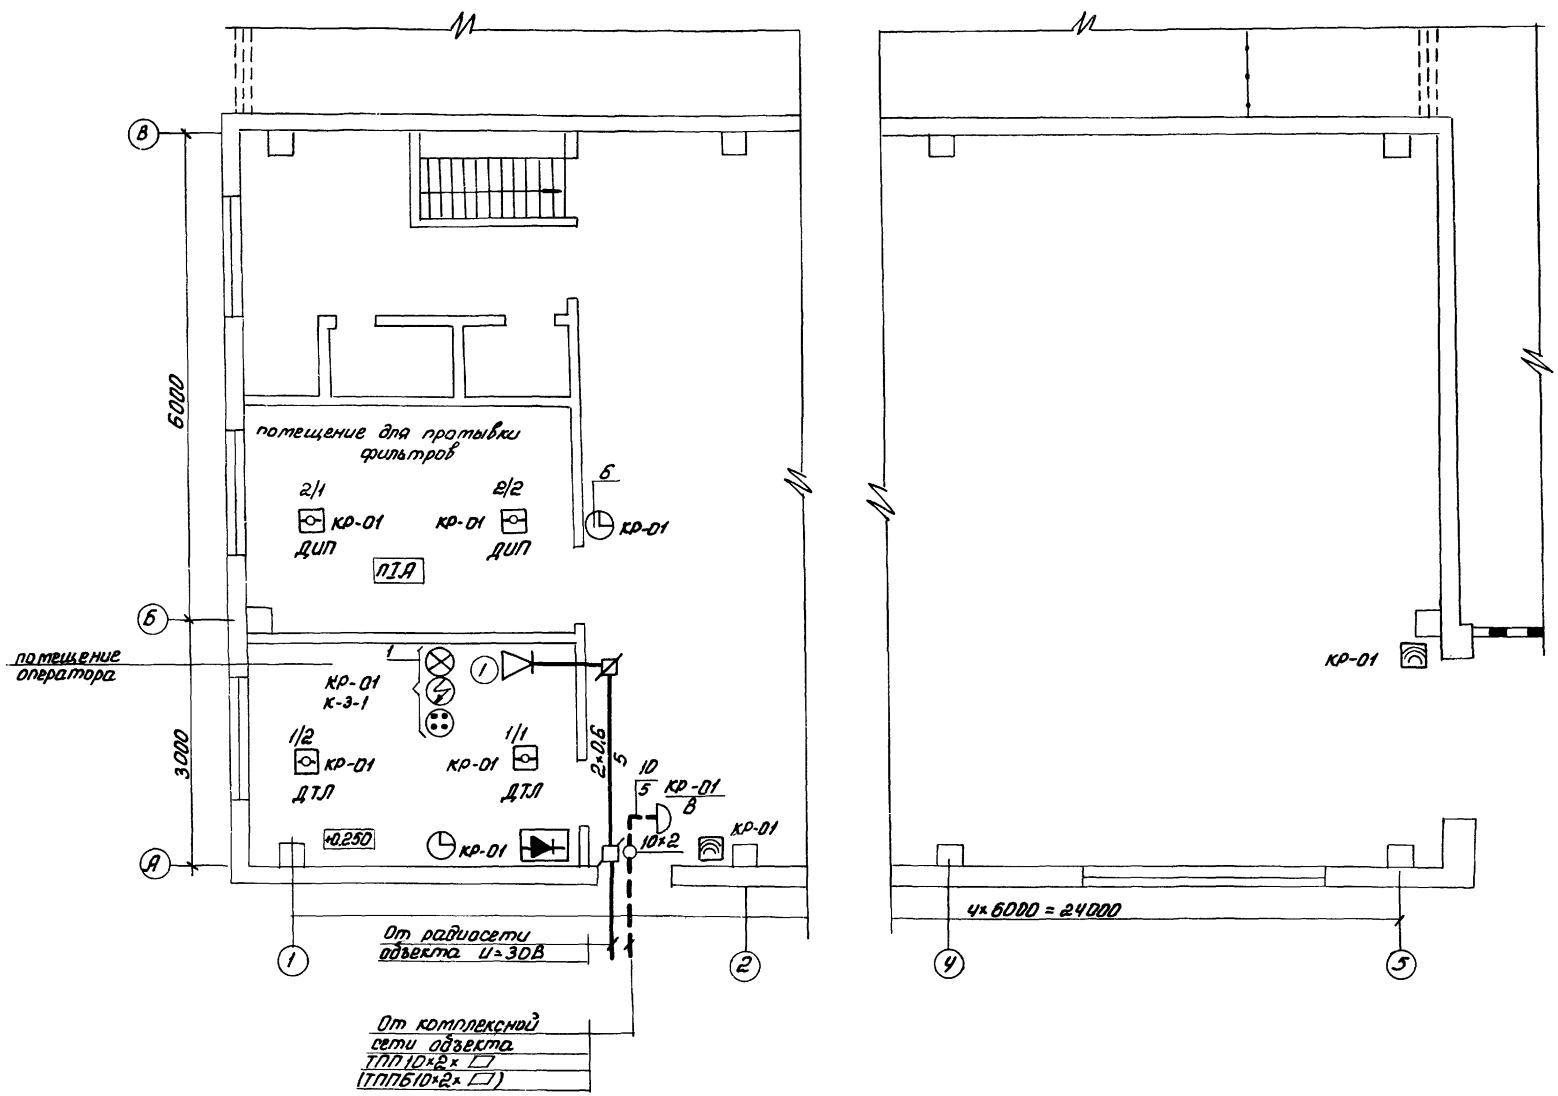 В
6000
помещение для промывки
фильтров
2/1
2/2
КР-01
КР-01
ДИП
ДИП
6
КР-01
ПIА
Б
помещение
оператора
1
1
КР-01
К-Э-1
3000
1/2
1/1
КР-01
КР-01
ДТЛ
ДТЛ
2×0,6
5
10
5
КР-01
В
10×2
КР-01
КР-01
+0.250
КР-01
А
4×6000=24000
От радиосети
объекта U=30В
1
2
4
5
От комплексной
сети объекта
ТПП10×2×
(ТППБ10×2× )